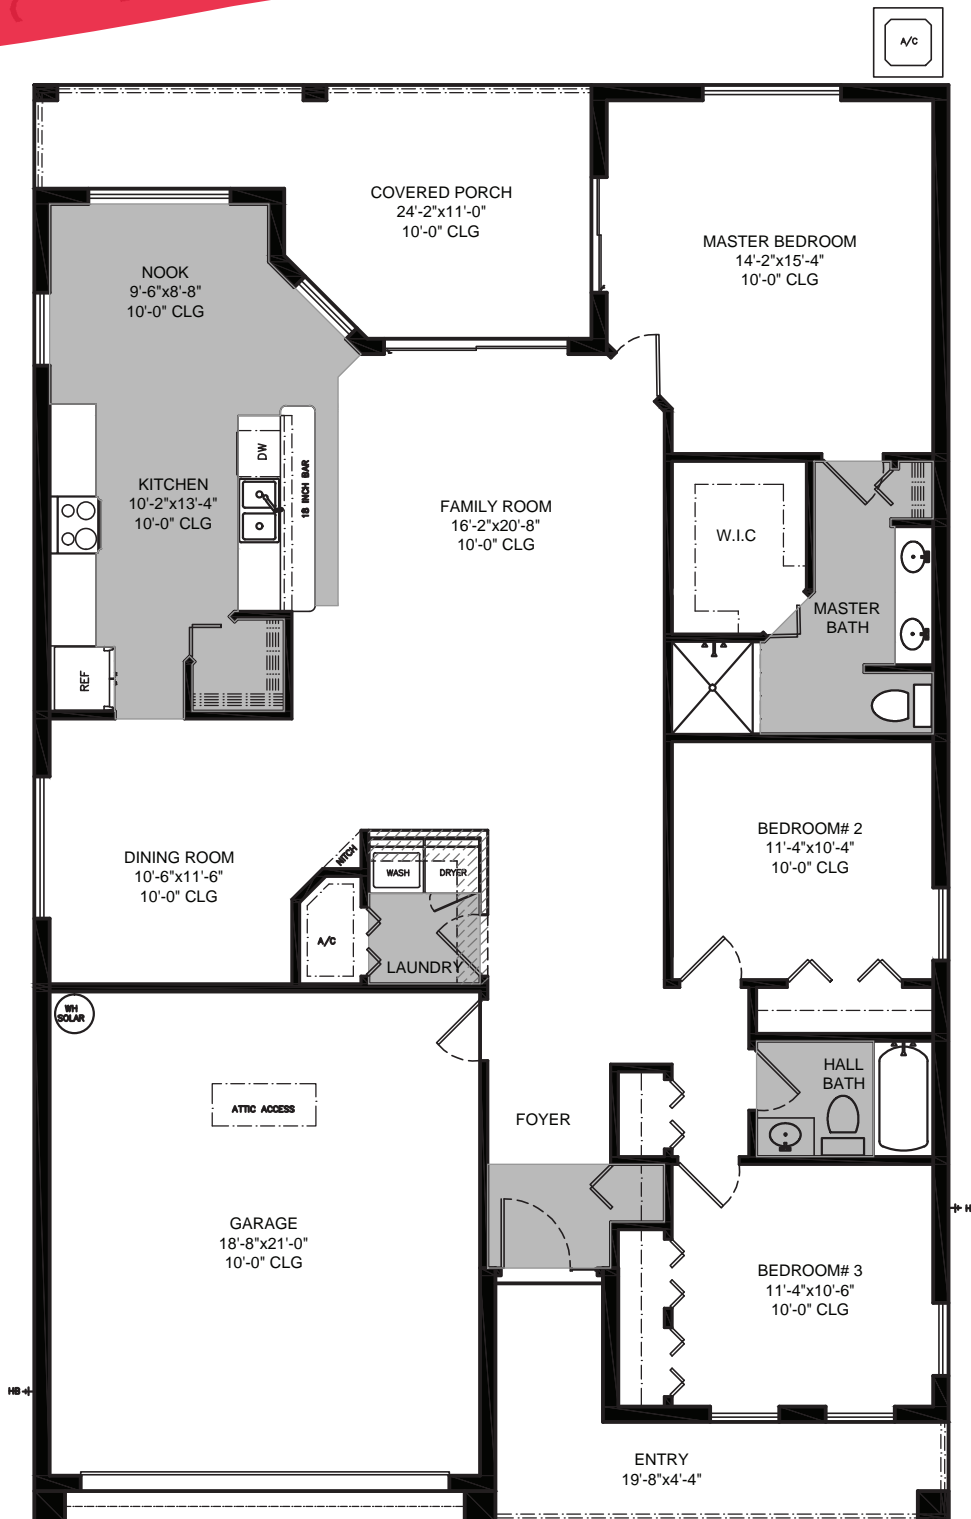 A/C
COVERED PORCH
24'-2"x11'-0"
10'-0" CLG
MASTER BEDROOM
14'-2"x15'-4"
10'-0" CLG
NOOK
9'-6"x8'-8"
10'-0" CLG
DW
18 INCH BAR
KITCHEN
10'-2"x13'-4"
10'-0" CLG
FAMILY ROOM
16'-2"x20'-8"
10'-0" CLG
W.I.C
MASTER
BATH
REF
BEDROOM# 2
11'-4"x10'-4"
10'-0" CLG
DINING ROOM
10'-6"x11'-6"
10'-0" CLG
NITCH
WASH
DRYER
A/C
LAUNDRY
WH
SOLAR
HALL
BATH
ATTIC ACCESS
FOYER
H
GARAGE
18'-8"x21'-0"
10'-0" CLG
BEDROOM# 3
11'-4"x10'-6"
10'-0" CLG
HB
ENTRY
19'-8"x4'-4"